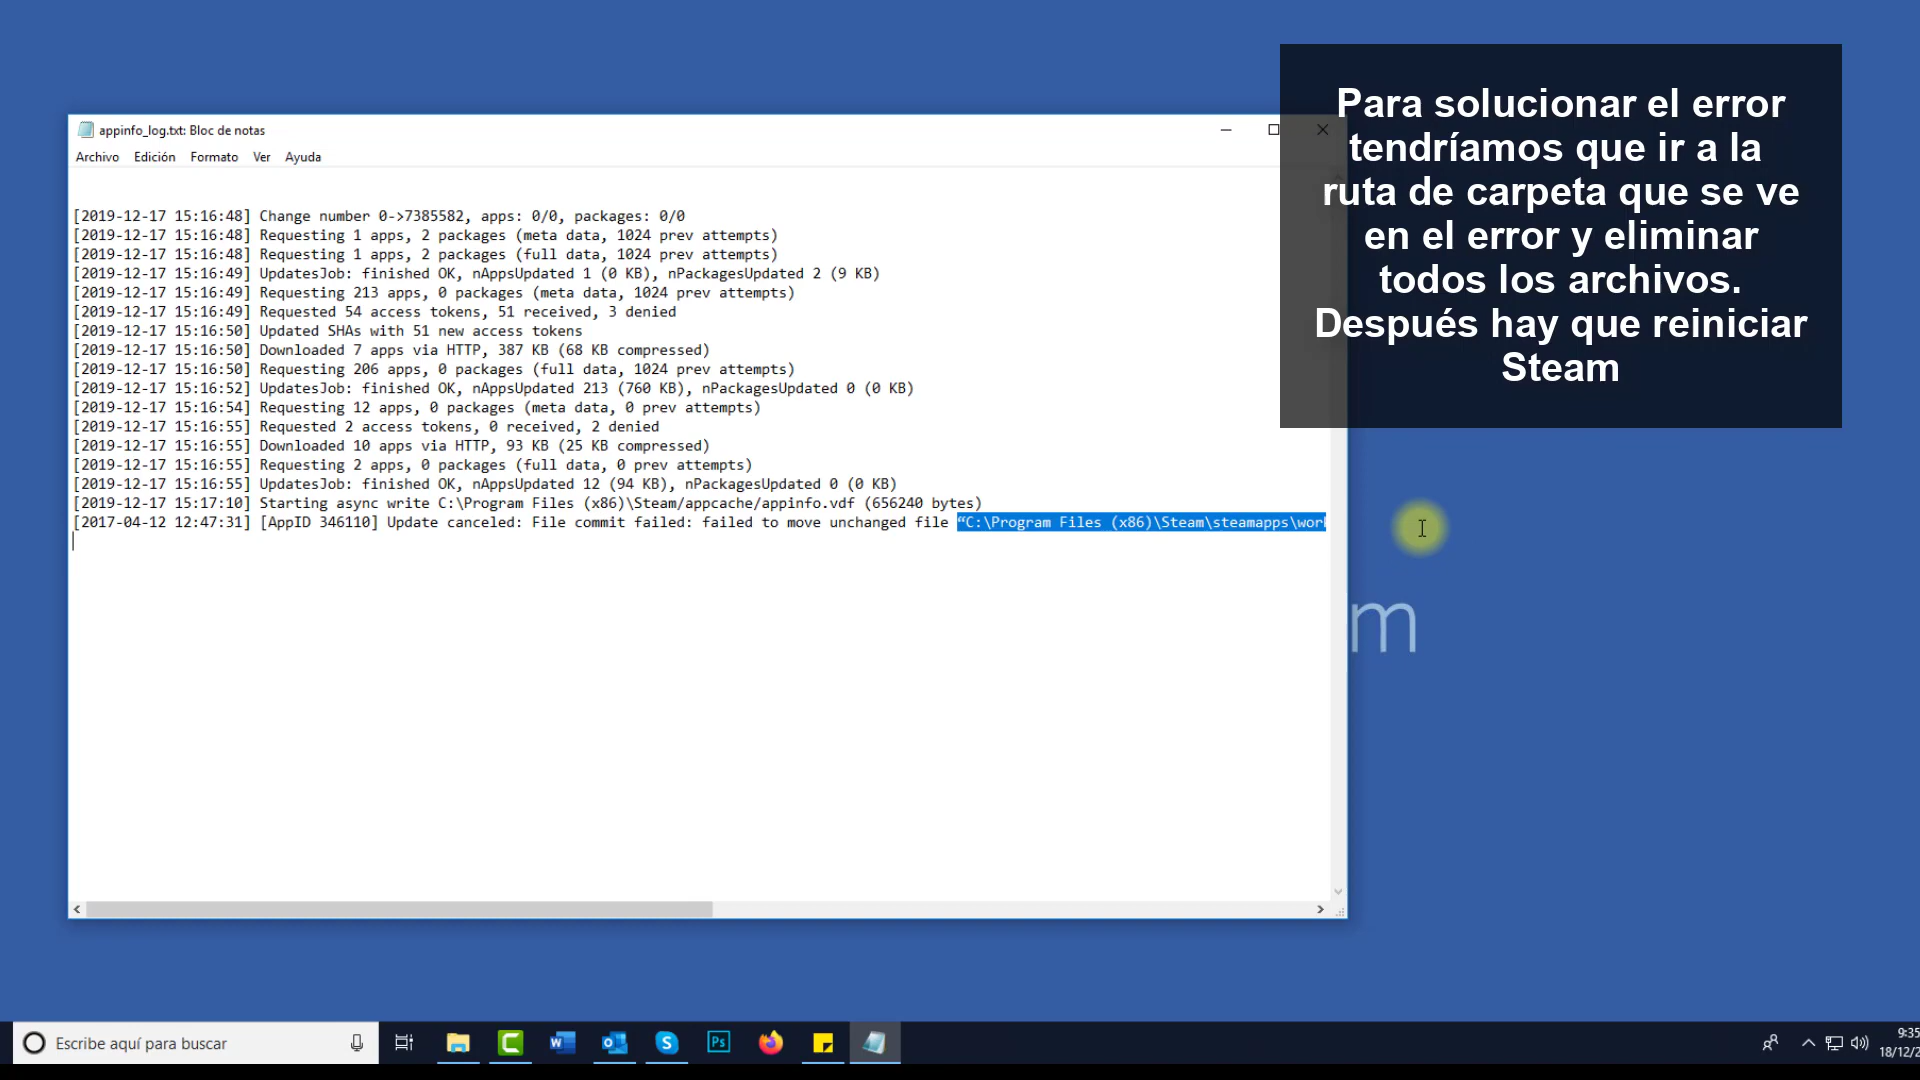 Para solucionar el error
tendríamos que ir a la
ruta de carpeta que se ve
en el error y eliminar
todos los archivos.
Después hay que reiniciar
Steam
appinfo_log.txt: Bloc de notas
Archivo Edición Formato Ver Ayuda
[2019-12-17 15:16:48] Change number 0->7385582, apps: 0/0, packages: 0/0
[2019-12-17 15:16:48] Requesting 1 apps, 2 packages (meta data, 1024 prev attempts)
[2019-12-17 15:16:48] Requesting 1 apps, 2 packages (full data, 1024 prev attempts)
[2019-12-17 15:16:49] UpdatesJob: finished OK, nAppsUpdated 1 (0 KB), nPackagesUpdated 2 (9 KB)
[2019-12-17 15:16:49] Requesting 213 apps, 0 packages (meta data, 1024 prev attempts)
[2019-12-17 15:16:49] Requested 54 access tokens, 51 received, 3 denied
[2019-12-17 15:16:50] Updated SHAs with 51 new access tokens
[2019-12-17 15:16:50] Downloaded 7 apps via HTTP, 387 KB (68 KB compressed)
[2019-12-17 15:16:50] Requesting 206 apps, 0 packages (full data, 1024 prev attempts)
[2019-12-17 15:16:52] UpdatesJob: finished OK, nAppsUpdated 213 (760 KB), nPackagesUpdated 0 (0 KB)
[2019-12-17 15:16:54] Requesting 12 apps, 0 packages (meta data, 0 prev attempts)
[2019-12-17 15:16:55] Requested 2 access tokens, 0 received, 2 denied
[2019-12-17 15:16:55] Downloaded 10 apps via HTTP, 93 KB (25 KB compressed)
[2019-12-17 15:16:55] Requesting 2 apps, 0 packages (full data, 0 prev attempts)
[2019-12-17 15:16:55] UpdatesJob: finished OK, nAppsUpdated 12 (94 KB), nPackagesUpdated 0 (0 KB)
[2019-12-17 15:17:10] Starting async write C:\Program Files (x86)\Steam/appcache/appinfo.vdf (656240 bytes)
[2017-04-12 12:47:31] [AppID 346110] Update canceled: File commit failed: failed to move unchanged file “C:\Program Files (x86)\Steam\steamapps\wor
m
Escribe aquí para buscar
Ps
9:35
18/12/2